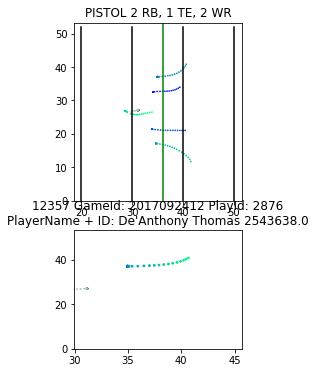 PISTOL 2 RB, 1 TE, 2 WR
50
40
30
20
10
0
20 30 40 50
12357 GameId: 2017092412 PlayId: 2876
PlayerName + ID: De'Anthony Thomas 2543638.0
40
20
0
30 35 40 45